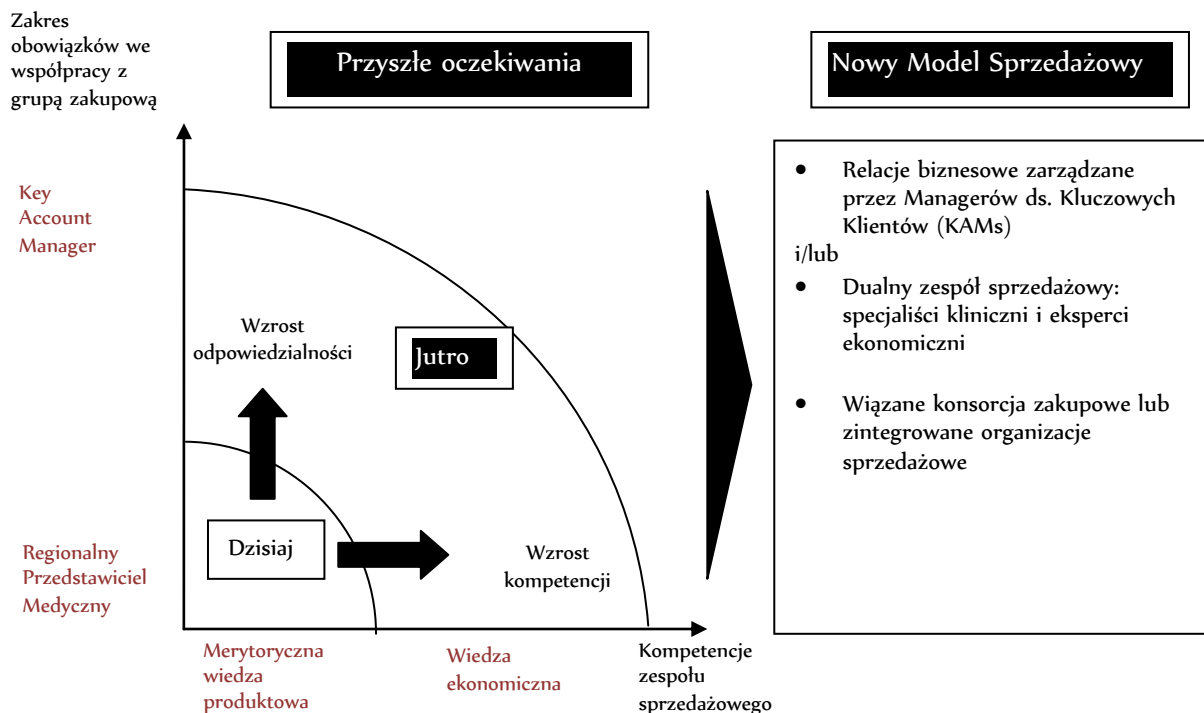 Zakres
obowiązków we
współpracy z
grupą zakupową
Przyszłe oczekiwania
Nowy Model Sprzedażowy
Key
Account
Manager
Wzrost
odpowiedzialności
Jutro
Dzisiaj
Wzrost
kompetencji
Regionalny
Przedstawiciel
Medyczny
Merytoryczna
wiedza
produktowa
Wiedza
ekonomiczna
Kompetencje
zespołu
sprzedażowego
• Relacje biznesowe zarządzane
przez Managerów ds. Kluczowych
Klientów (KAMs)
i/lub
• Dualny zespół sprzedażowy:
specjaliści kliniczni i eksperci
ekonomiczni
• Wiązane konsorcja zakupowe lub
zintegrowane organizacje
sprzedażowe